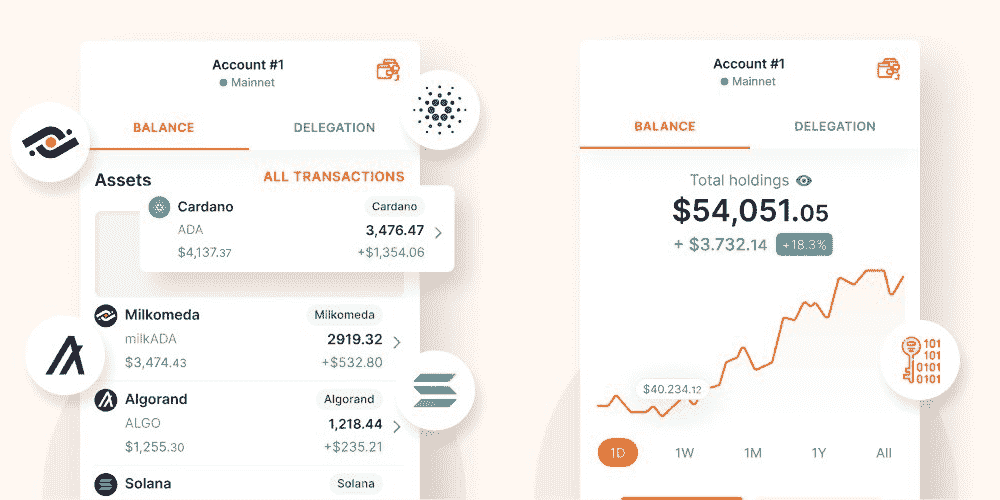 Account #1
Mainnet
BALANCE DELEGATION
Assets ALL TRANSACTIONS
Cardano Cardano
ADA 3,476.47
$4,137.37 +$1,354.06
Milkomeda Milkomeda
milkADA 2919.32
$3,474.43 +$532.80
Algorand Algorand
ALGO 1,218.44
$1,255.30 +$235.21
Solana Solana
Account #1
Mainnet
BALANCE DELEGATION
Total holdings
$54,051.05
+ $3.732.14 +18.3%
$40.234.12
101
101
0101
0101
1D 1W 1M 1Y All